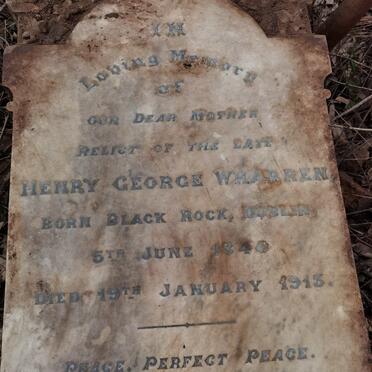 IN
Loving Memory
OF
OUR DEAR MOTHER
RELICT OF THE LATE
HENRY GEORGE WHARREN,
BORN BLACK ROCK, DUBLIN
5TH JUNE 1840
DIED 19TH JANUARY 1915.
PEACE, PERFECT PEACE.